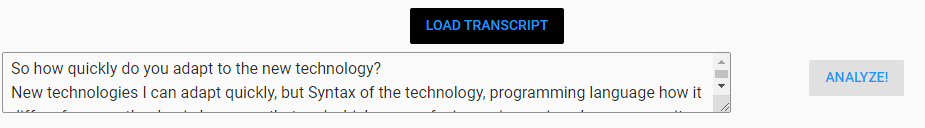 LOAD TRANSCRIPT
So how quickly do you adapt to the new technology?
New technologies I can adapt quickly, but Syntax of the technology, programming language how it
ANALYZE!